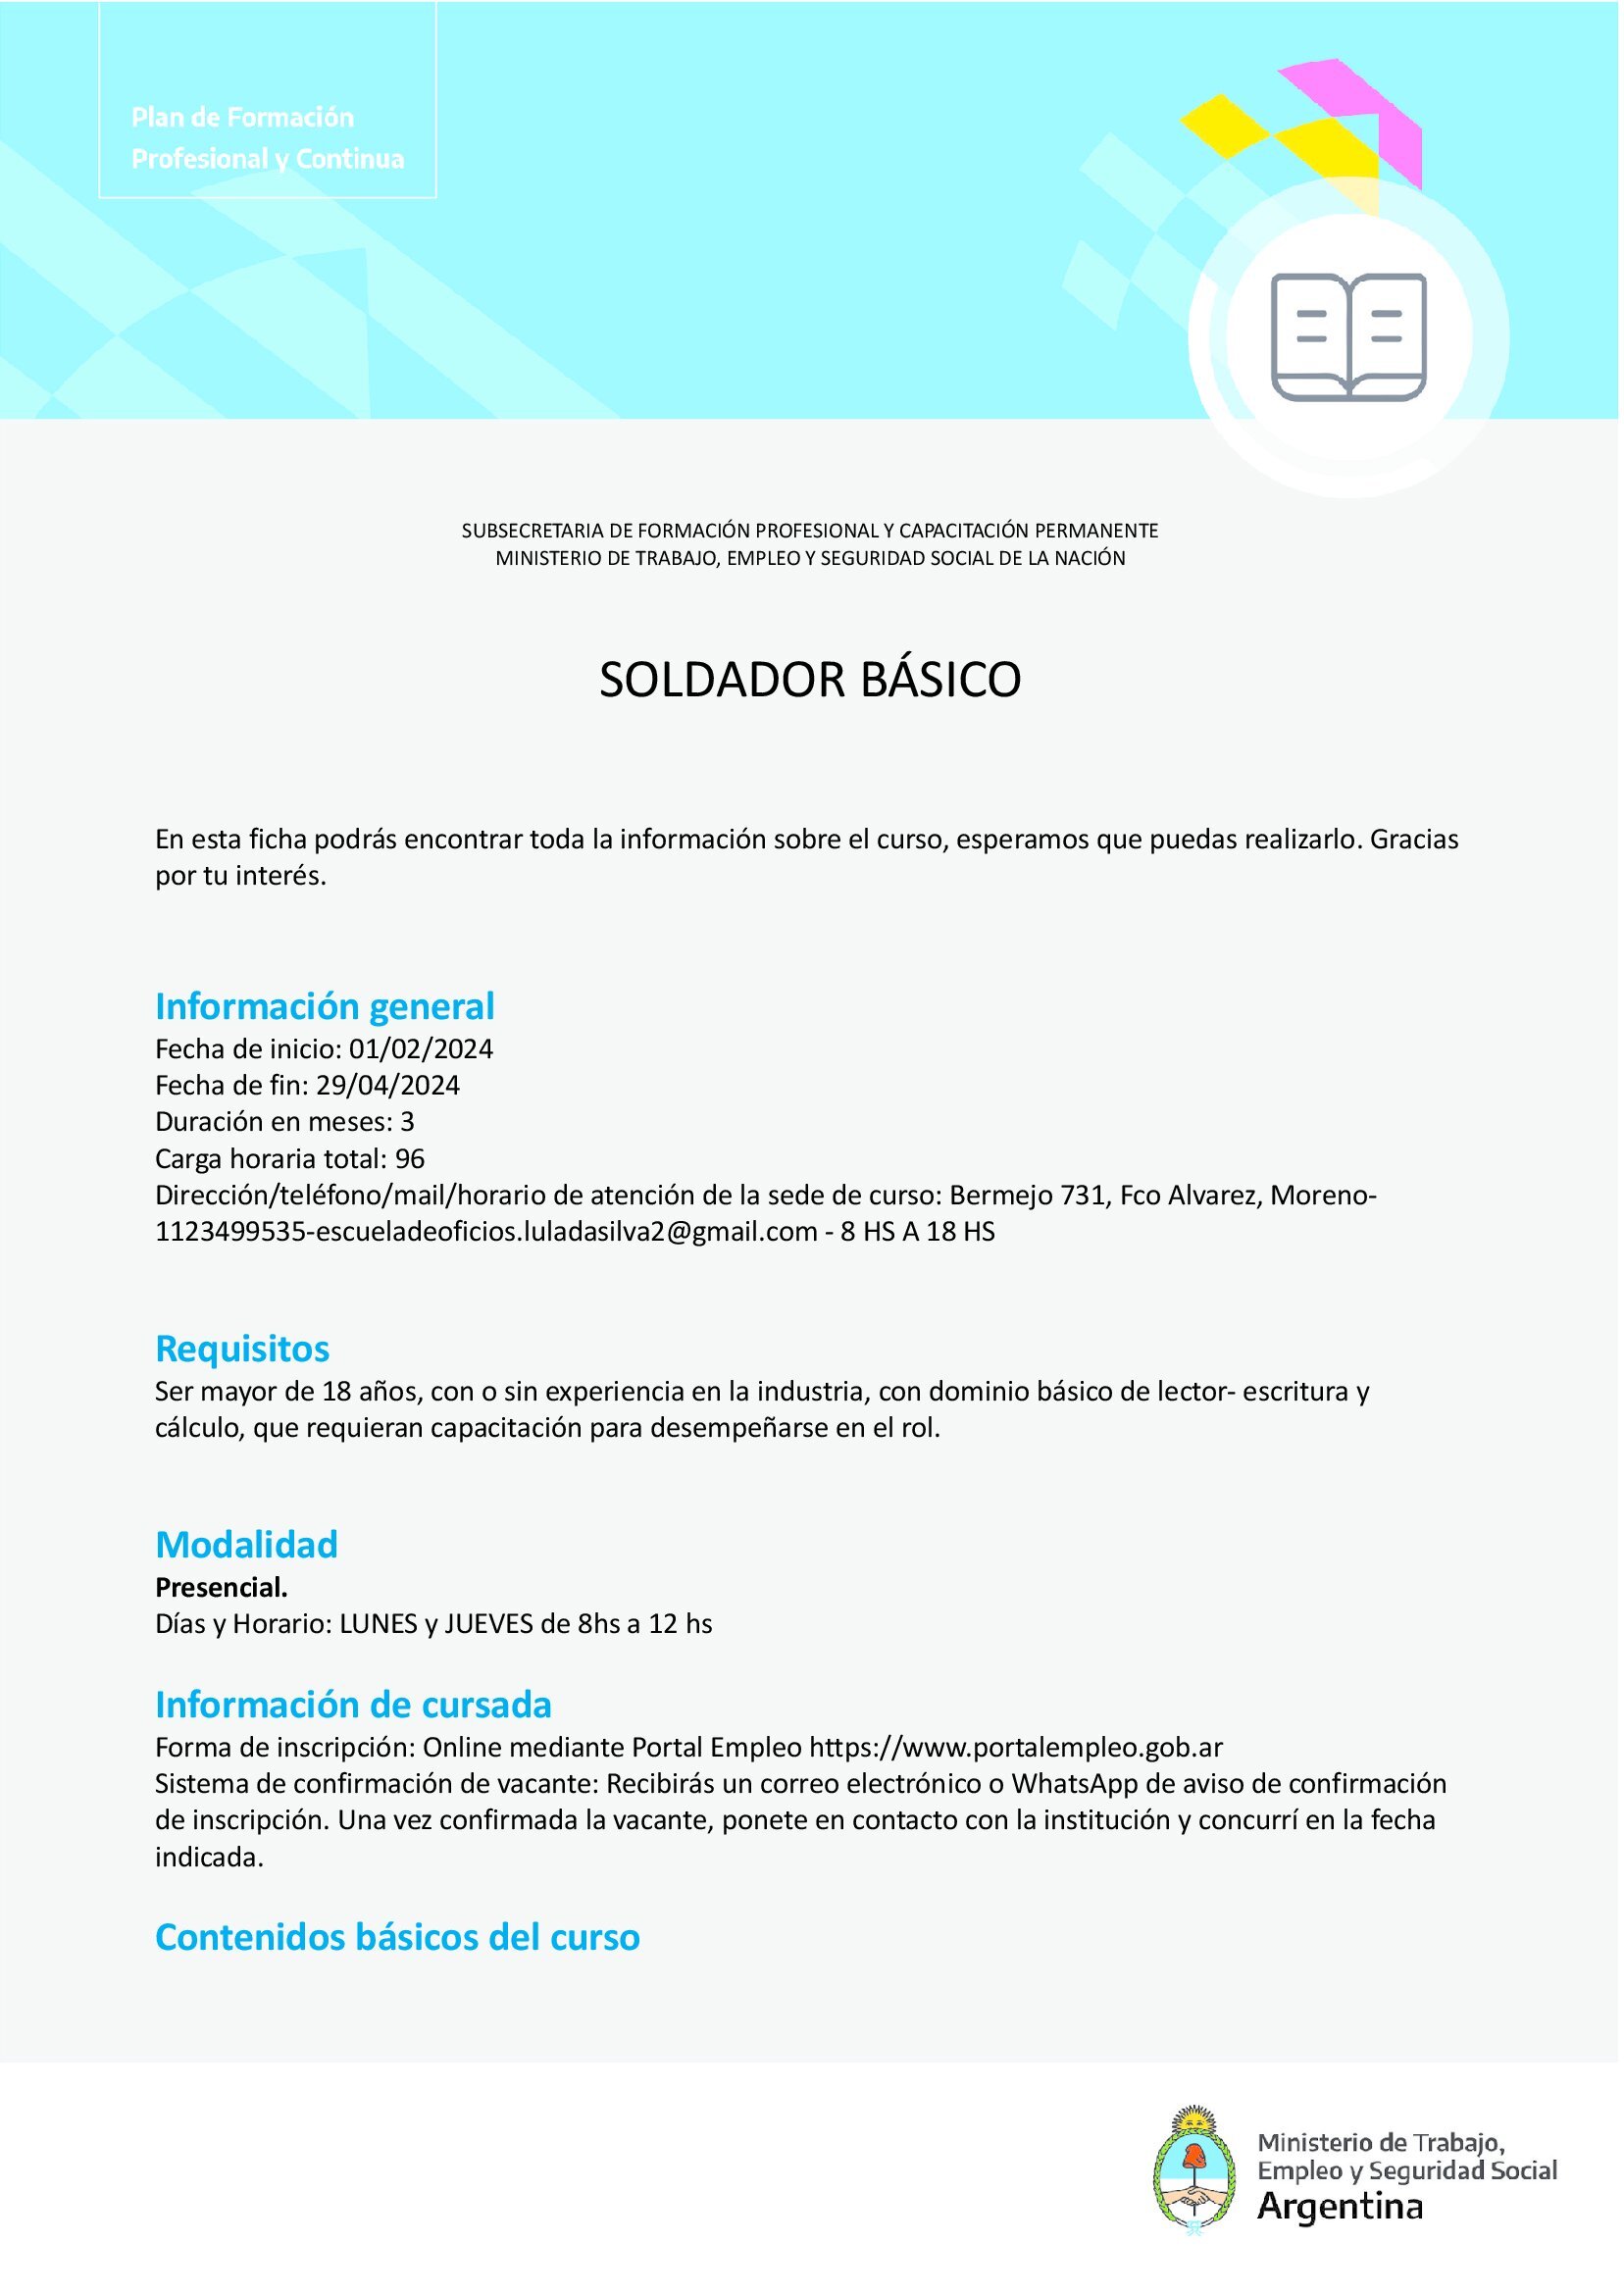 Plan de Formación
Profesional y Continua
SUBSECRETARIA DE FORMACIÓN PROFESIONAL Y CAPACITACIÓN PERMANENTE
MINISTERIO DE TRABAJO, EMPLEO Y SEGURIDAD SOCIAL DE LA NACIÓN
SOLDADOR BÁSICO
En esta ficha podrás encontrar toda la información sobre el curso, esperamos que puedas realizarlo. Gracias
por tu interés.
Información general
Fecha de inicio: 01/02/2024
Fecha de fin: 29/04/2024
Duración en meses: 3
Carga horaria total: 96
Dirección/teléfono/mail/horario de atención de la sede de curso: Bermejo 731, Fco Alvarez, Moreno-
1123499535-escueladeoficios.luladasilva2@gmail.com - 8 HS A 18 HS
Requisitos
Ser mayor de 18 años, con o sin experiencia en la industria, con dominio básico de lector- escritura y
cálculo, que requieran capacitación para desempeñarse en el rol.
Modalidad
Presencial.
Días y Horario: LUNES y JUEVES de 8hs a 12 hs
Información de cursada
Forma de inscripción: Online mediante Portal Empleo https://www.portalempleo.gob.ar
Sistema de confirmación de vacante: Recibirás un correo electrónico o WhatsApp de aviso de confirmación
de inscripción. Una vez confirmada la vacante, ponete en contacto con la institución y concurrí en la fecha
indicada.
Contenidos básicos del curso
Ministerio de Trabajo,
Empleo y Seguridad Social
Argentina